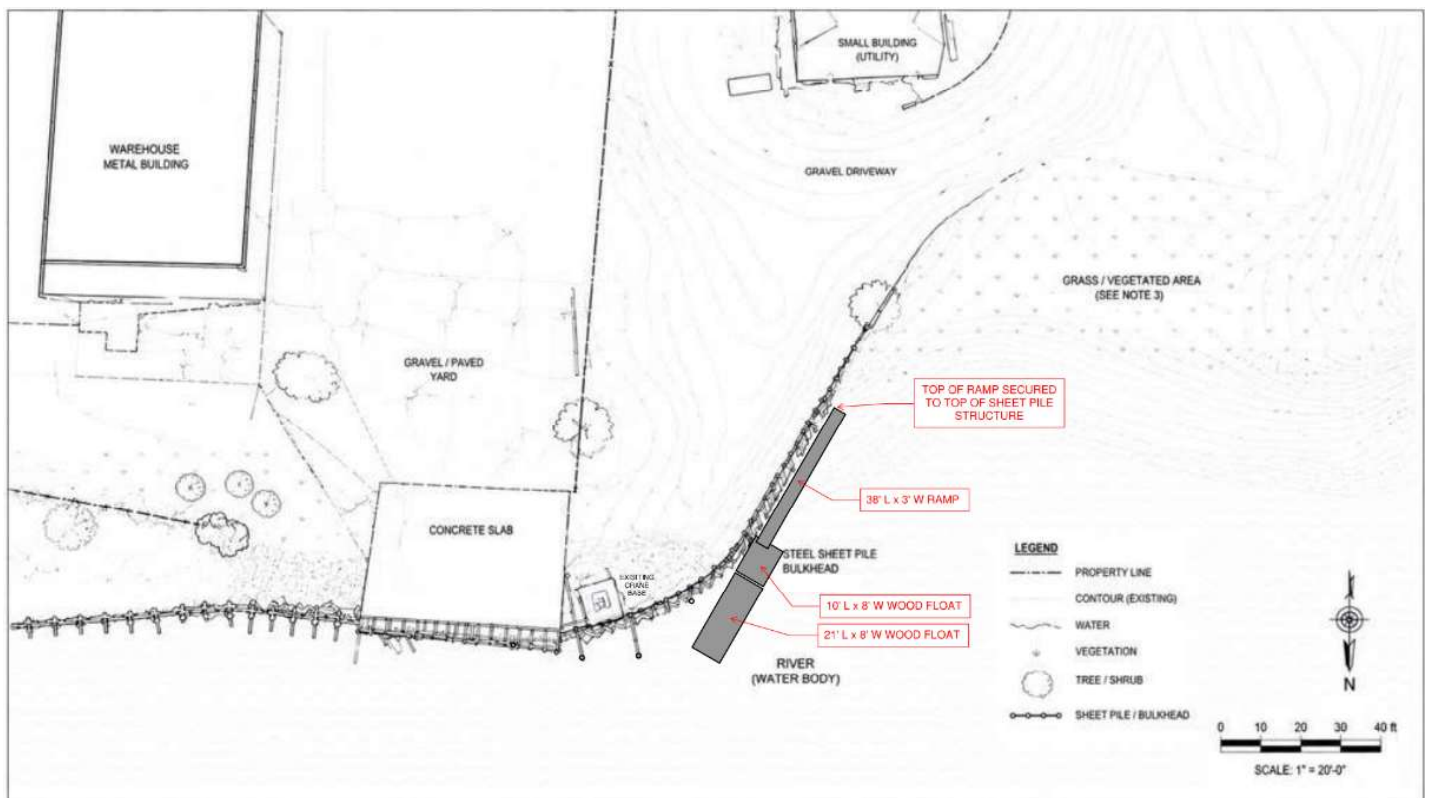 SMALL BUILDING
(UTILITY)
WAREHOUSE
METAL BUILDING
GRAVEL DRIVEWAY
GRASS / VEGETATED AREA
(SEE NOTE 3)
GRAVEL / PAVED
YARD
TOP OF RAMP SECURED
TO TOP OF SHEET PILE
STRUCTURE
38' L x 3' W RAMP
CONCRETE SLAB
STEEL SHEET PILE
BULKHEAD
EXISITING
CRANE
BASE
10' L x 8' W WOOD FLOAT
21' L x 8' W WOOD FLOAT
RIVER
(WATER BODY)
LEGEND
PROPERTY LINE
CONTOUR (EXISTING)
WATER
VEGETATION
TREE / SHRUB
SHEET PILE / BULKHEAD
N
0 10 20 30 40 ft
SCALE: 1" = 20'-0"